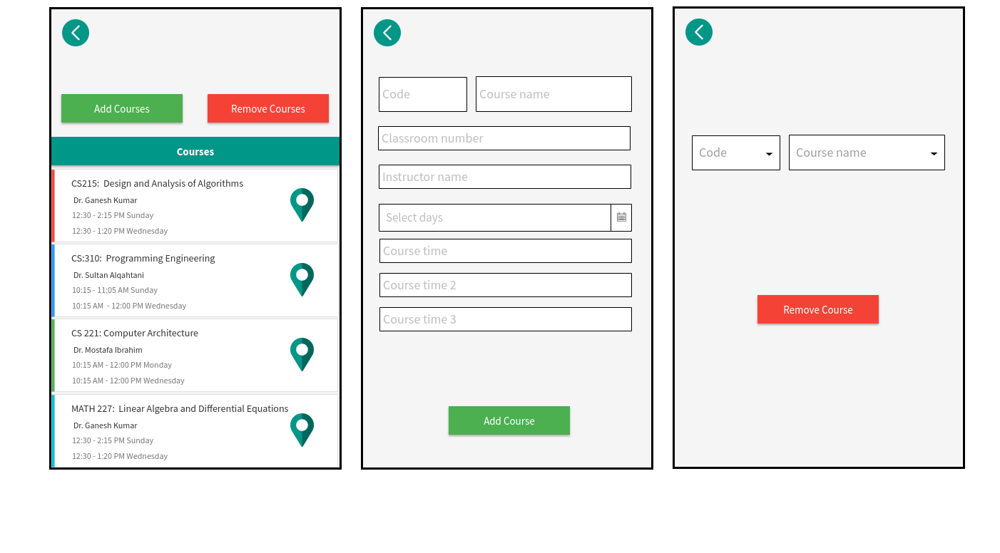 Add Courses
Remove Courses
Courses
CS215:  Design and Analysis of Algorithms
Dr. Ganesh Kumar
12:30 - 2:15 PM Sunday
12:30 - 1:20 PM Wednesday
CS:310:  Programming Engineering
Dr. Sultan Alqahtani
10:15 - 11:05 AM Sunday
10:15 AM  - 12:00 PM Wednesday
CS 221: Computer Architecture
Dr. Mostafa Ibrahim
10:15 AM - 12:00 PM Monday
10:15 AM - 12:00 PM Wednesday
MATH 227:  Linear Algebra and Differential Equations
Dr. Ganesh Kumar
12:30 - 2:15 PM Sunday
12:30 - 1:20 PM Wednesday
Code
Course name
Classroom number
Instructor name
Select days
Course time
Course time 2
Course time 3
Add Course
Code
Course name
Remove Course